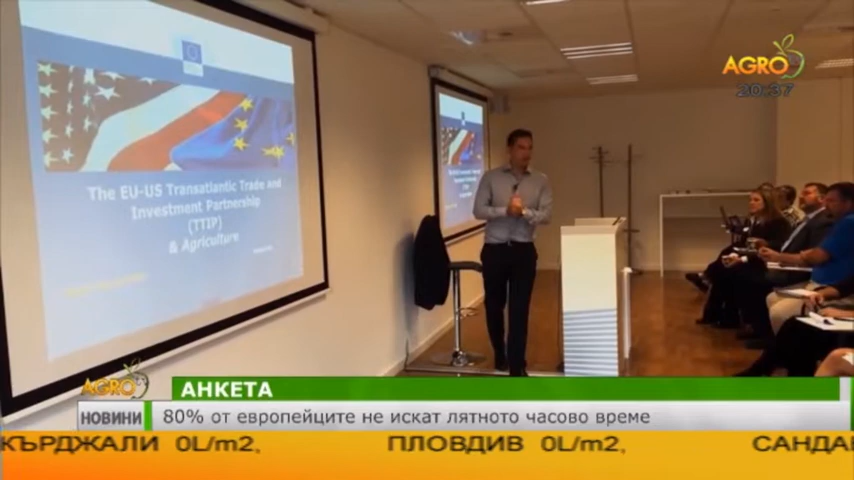 AGRO
20:37
The EU-US Transatlantic Trade and
Investment Partnership
(TTIP)
& Agriculture
AGRO
НОВИНИ
АНКЕТА
80% от европейците не искат лятното часово време
КЪРДЖАЛИ 0L/m2, ПЛОВДИВ 0L/m2, САНДА